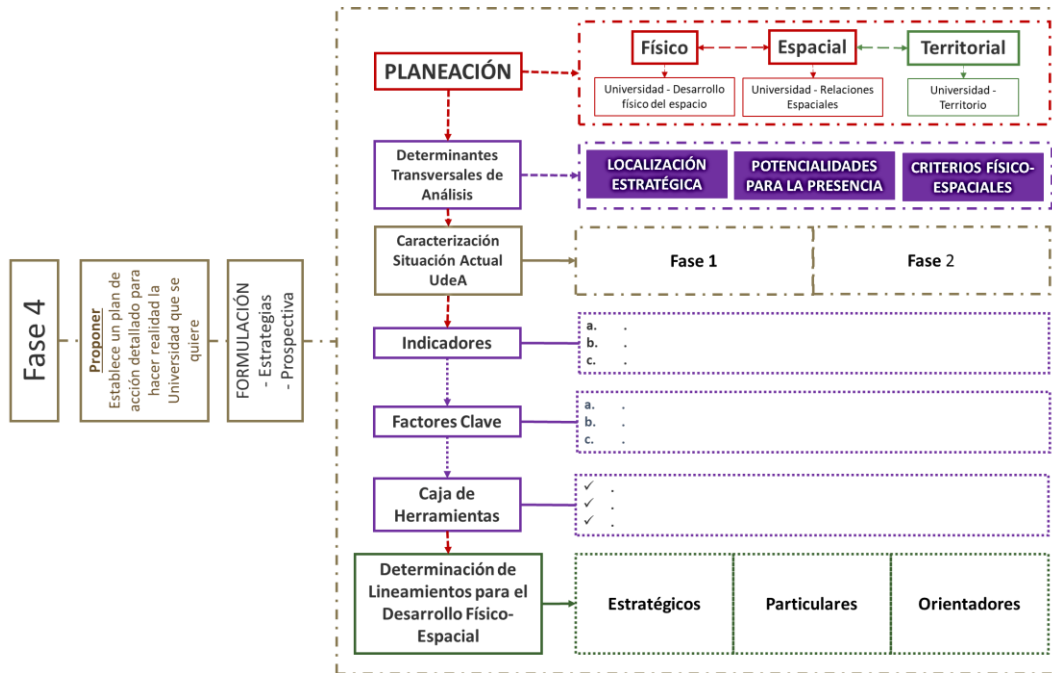 Fase 4
Proponer
Establece un plan de
acción detallado para
hacer realidad la
Universidad que se
quiere
FORMULACIÓN
- Estrategias
- Prospectiva
PLANEACIÓN
Físico
Espacial
Territorial
Universidad - Desarrollo
físico del espacio
Universidad - Relaciones
Espaciales
Universidad -
Territorio
Determinantes
Transversales de
Análisis
LOCALIZACIÓN
ESTRATÉGICA
POTENCIALIDADES
PARA LA PRESENCIA
CRITERIOS FÍSICO-
ESPACIALES
Caracterización
Situación Actual
UdeA
Fase 1
Fase 2
Indicadores
a. .
b. .
c. .
Factores Clave
a. .
b. .
c. .
Caja de
Herramientas
✓ .
✓ .
✓ .
Determinación de
Lineamientos para el
Desarrollo Físico-
Espacial
Estratégicos
Particulares
Orientadores